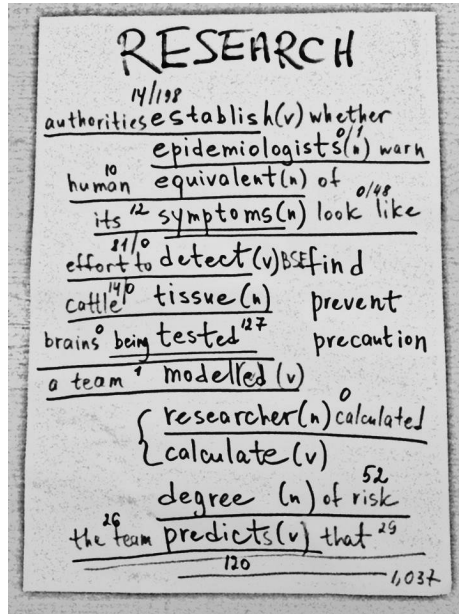 RESEARCH
14/198
authorities establish(v) whether
0/1
epidemiologists(n) warn
10
human equivalent(n) of
0/48
its 12 symptoms(n) look like
81/0
effort to detect(v) BSE find
14/0
cattle tissue(n) prevent
brains 0 being tested 127 precaution
a team 1 modelled (v)
0
researcher(n) calculated
calculate (v)
52
degree (n) of risk
26
the team predicts(v) that 29
120
1,037